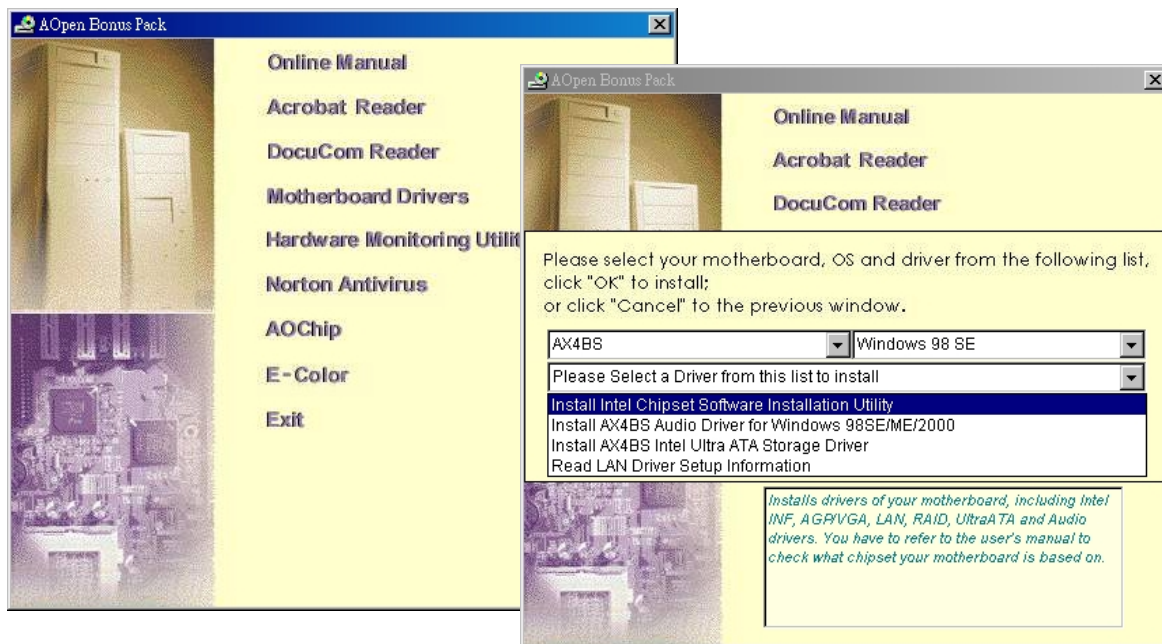 AOpen Bonus Pack
Online Manual
Acrobat Reader
DocuCom Reader
Motherboard Drivers
Hardware Monitoring Utilit
Norton Antivirus
AOChip
E-Color
Exit
AOpen Bonus Pack
Online Manual
Acrobat Reader
DocuCom Reader
Please select your motherboard, OS and driver from the following list,
click "OK" to install;
or click "Cancel" to the previous window.
AX4BS
Windows 98 SE
Please Select a Driver from this list to install
Install Intel Chipset Software Installation Utility
Install AX4BS Audio Driver for Windows 98SE/ME/2000
Install AX4BS Intel Ultra ATA Storage Driver
Read LAN Driver Setup Information
Installs drivers of your motherboard, including Intel
INF, AGP/VGA, LAN, RAID, UltraATA and Audio
drivers. You have to refer to the user's manual to
check what chipset your motherboard is based on.